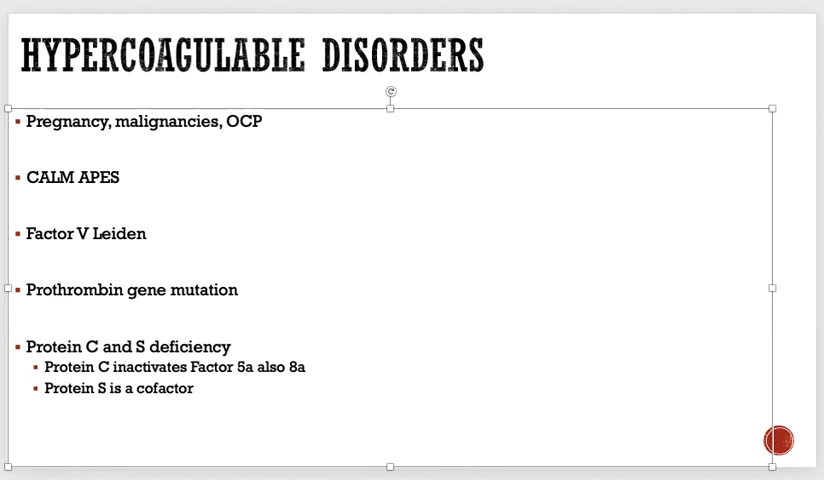 HYPERCOAGULABLE DISORDERS
Pregnancy, malignancies, OCP
CALM APES
Factor V Leiden
Prothrombin gene mutation
Protein C and S deficiency
Protein C inactivates Factor 5a also 8a
Protein S is a cofactor